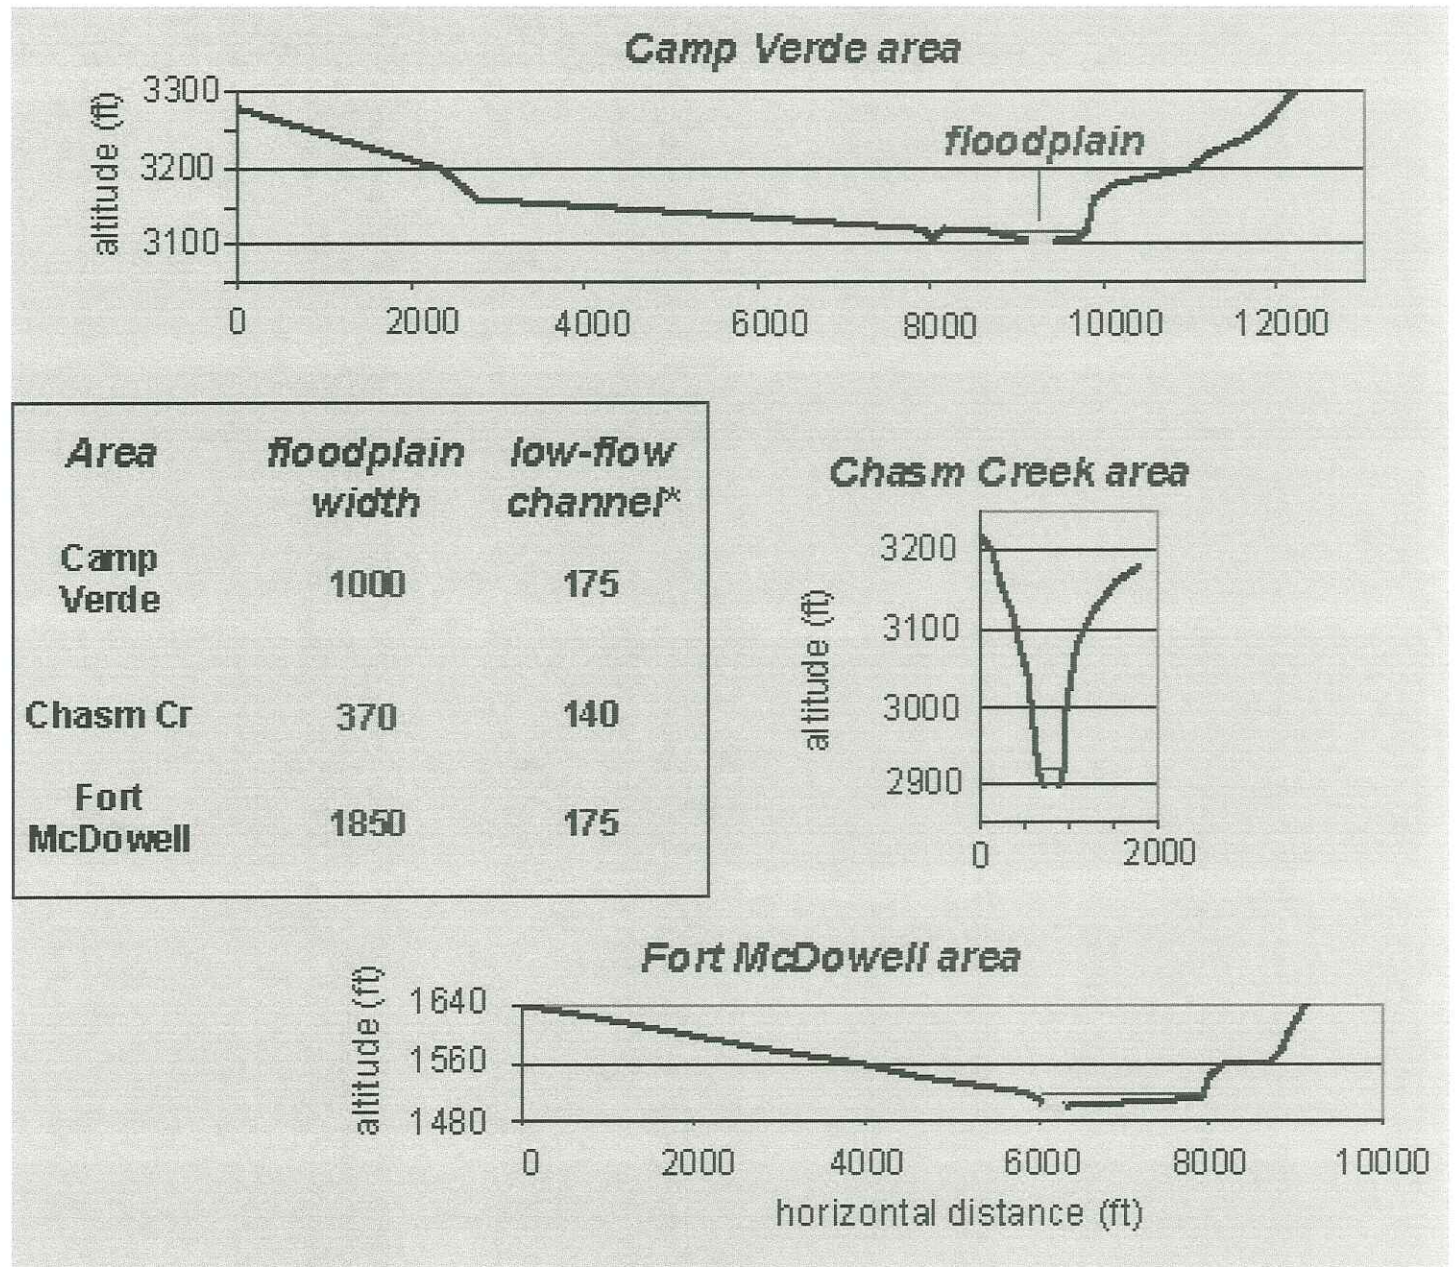 Camp Verde area
altitude (ft)
3300
3200
3100
floodplain
0 2000 4000 6000 8000 10000 12000
Area floodplain width low-flow channel*
Camp Verde 1000 175
Chasm Cr 370 140
Fort McDowell 1850 175
Chasm Creek area
altitude (ft)
3200
3100
3000
2900
0 2000
Fort McDowell area
altitude (ft)
1640
1560
1480
0 2000 4000 6000 8000 10000
horizontal distance (ft)